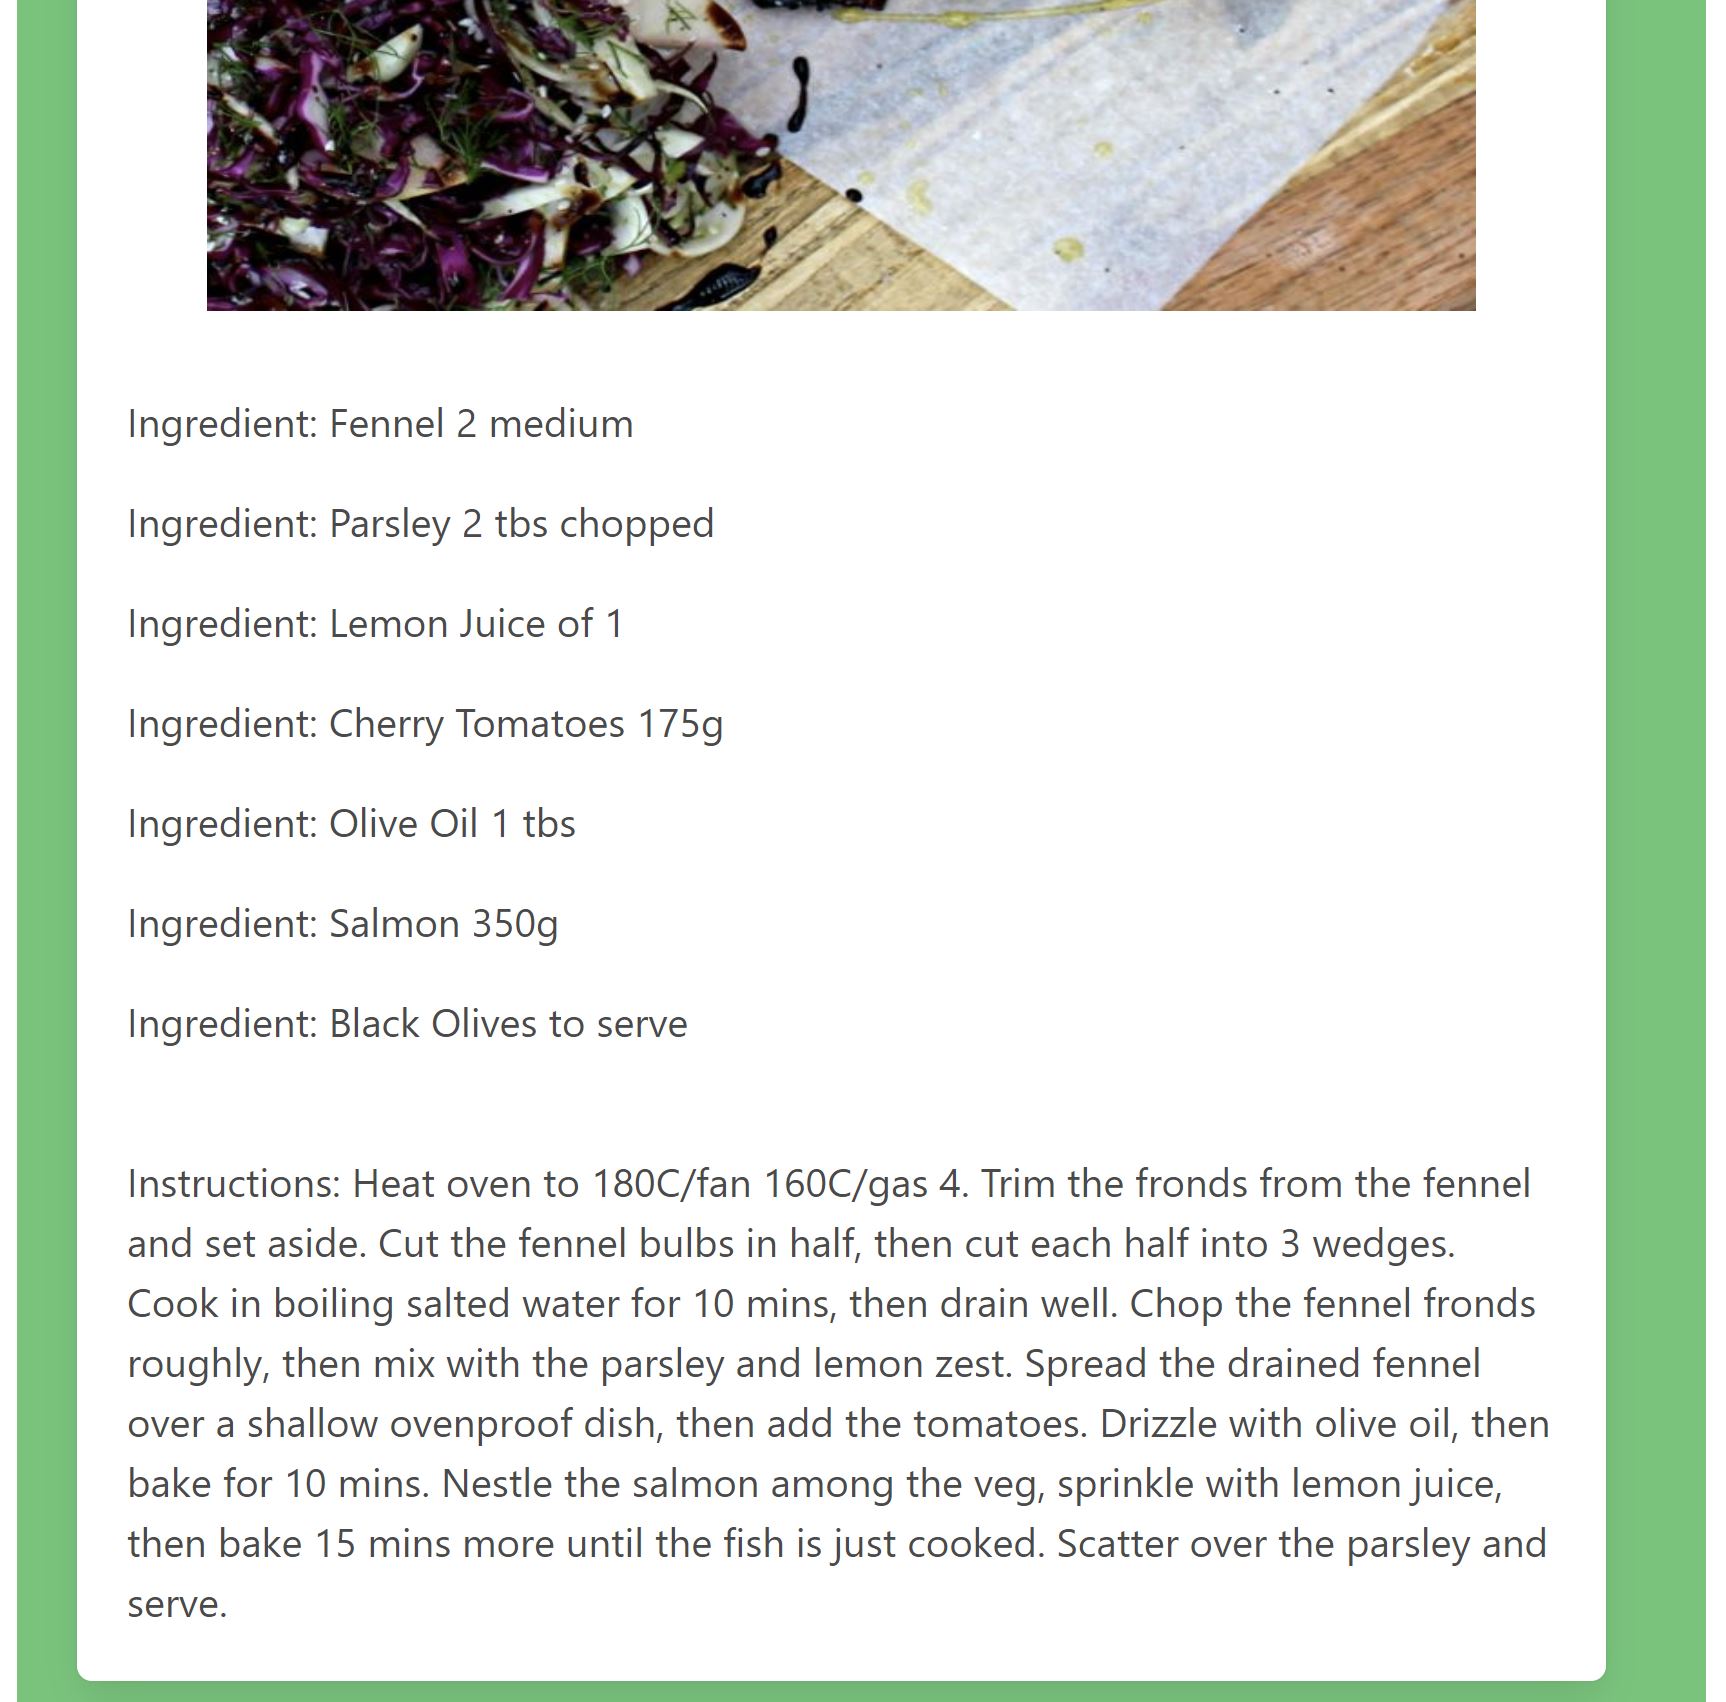 Ingredient: Fennel 2 medium
Ingredient: Parsley 2 tbs chopped
Ingredient: Lemon Juice of 1
Ingredient: Cherry Tomatoes 175g
Ingredient: Olive Oil 1 tbs
Ingredient: Salmon 350g
Ingredient: Black Olives to serve
Instructions: Heat oven to 180C/fan 160C/gas 4. Trim the fronds from the fennel
and set aside. Cut the fennel bulbs in half, then cut each half into 3 wedges.
Cook in boiling salted water for 10 mins, then drain well. Chop the fennel fronds
roughly, then mix with the parsley and lemon zest. Spread the drained fennel
over a shallow ovenproof dish, then add the tomatoes. Drizzle with olive oil, then
bake for 10 mins. Nestle the salmon among the veg, sprinkle with lemon juice,
then bake 15 mins more until the fish is just cooked. Scatter over the parsley and
serve.